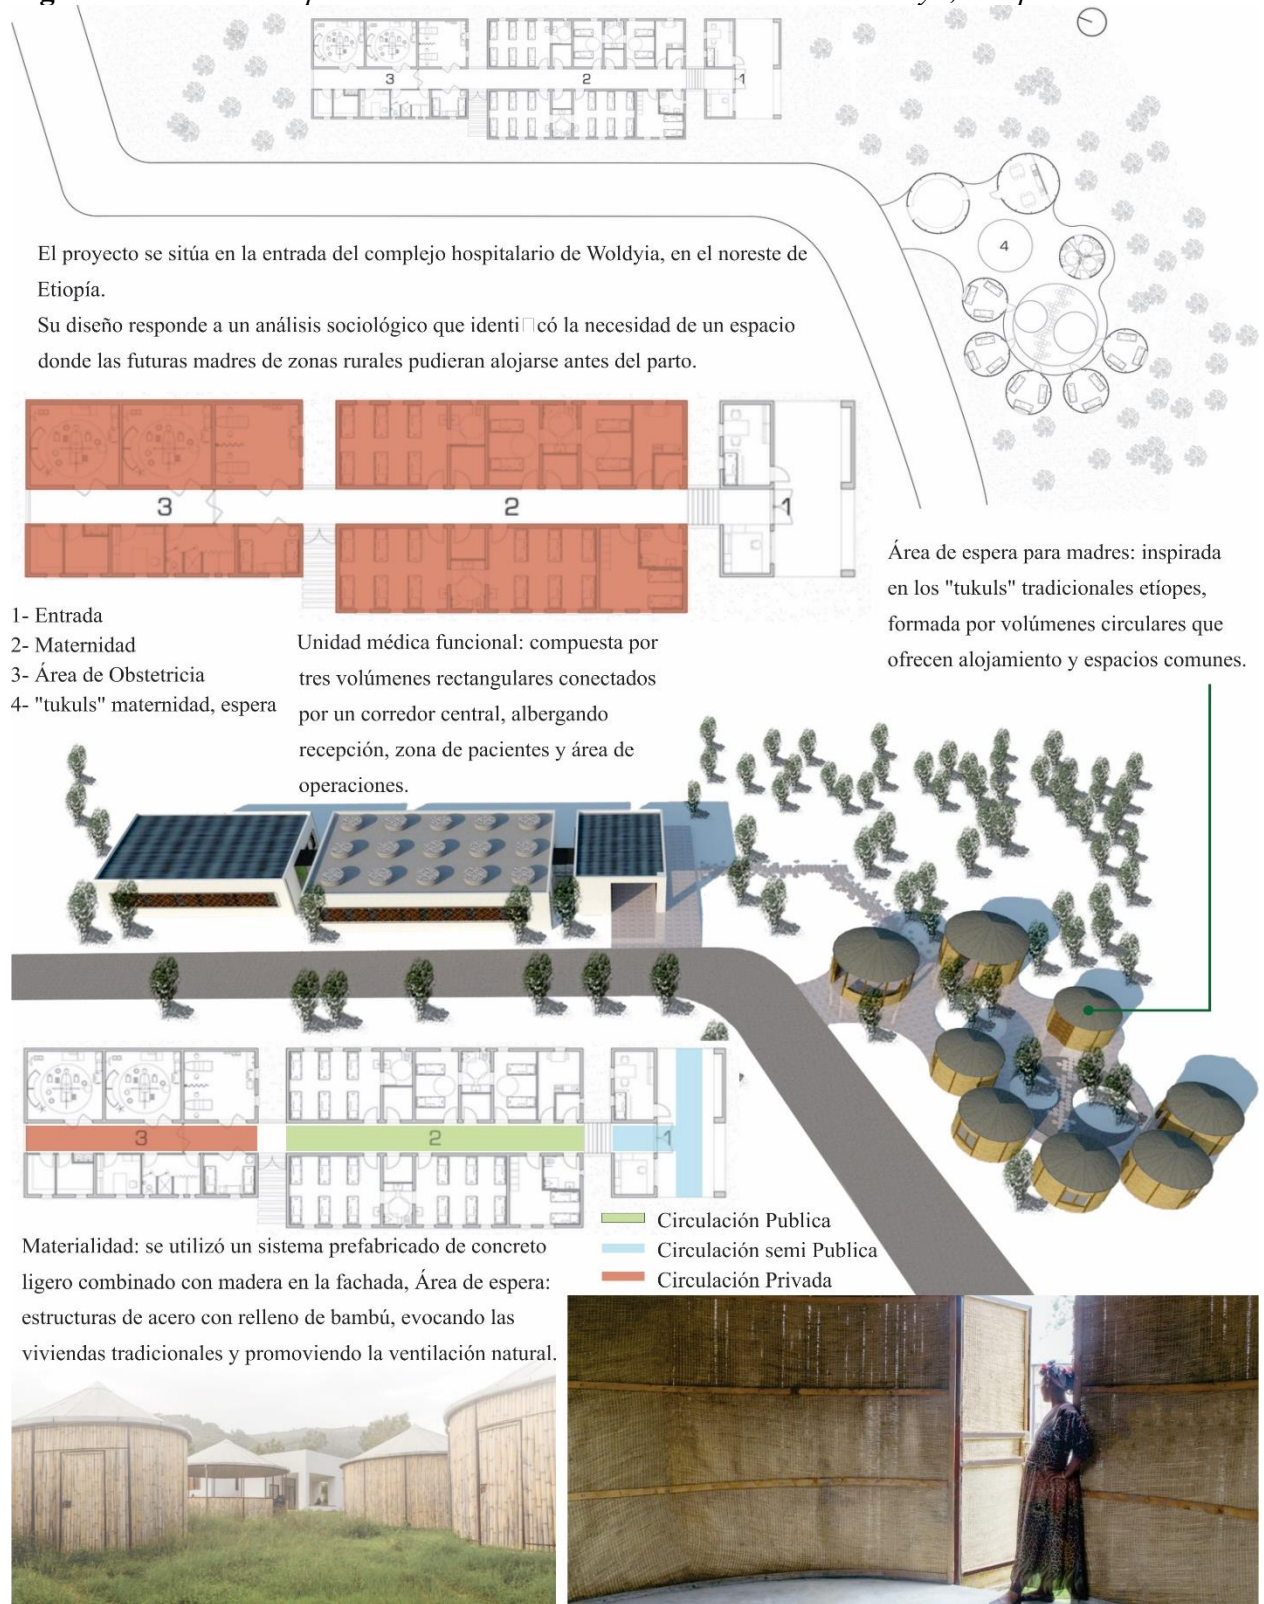 3
2
1
4
El proyecto se sitúa en la entrada del complejo hospitalario de Woldyia, en el noreste de
Etiopía.
Su diseño responde a un análisis sociológico que identi□có la necesidad de un espacio
donde las futuras madres de zonas rurales pudieran alojarse antes del parto.
3
2
1
Área de espera para madres: inspirada
en los "tukuls" tradicionales etíopes,
formada por volúmenes circulares que
ofrecen alojamiento y espacios comunes.
1- Entrada
2- Maternidad
3- Área de Obstetricia
4- "tukuls" maternidad, espera
Unidad médica funcional: compuesta por
tres volúmenes rectangulares conectados
por un corredor central, albergando
recepción, zona de pacientes y área de
operaciones.
3
2
1
Circulación Publica
Circulación semi Publica
Circulación Privada
Materialidad: se utilizó un sistema prefabricado de concreto
ligero combinado con madera en la fachada, Área de espera:
estructuras de acero con relleno de bambú, evocando las
viviendas tradicionales y promoviendo la ventilación natural.